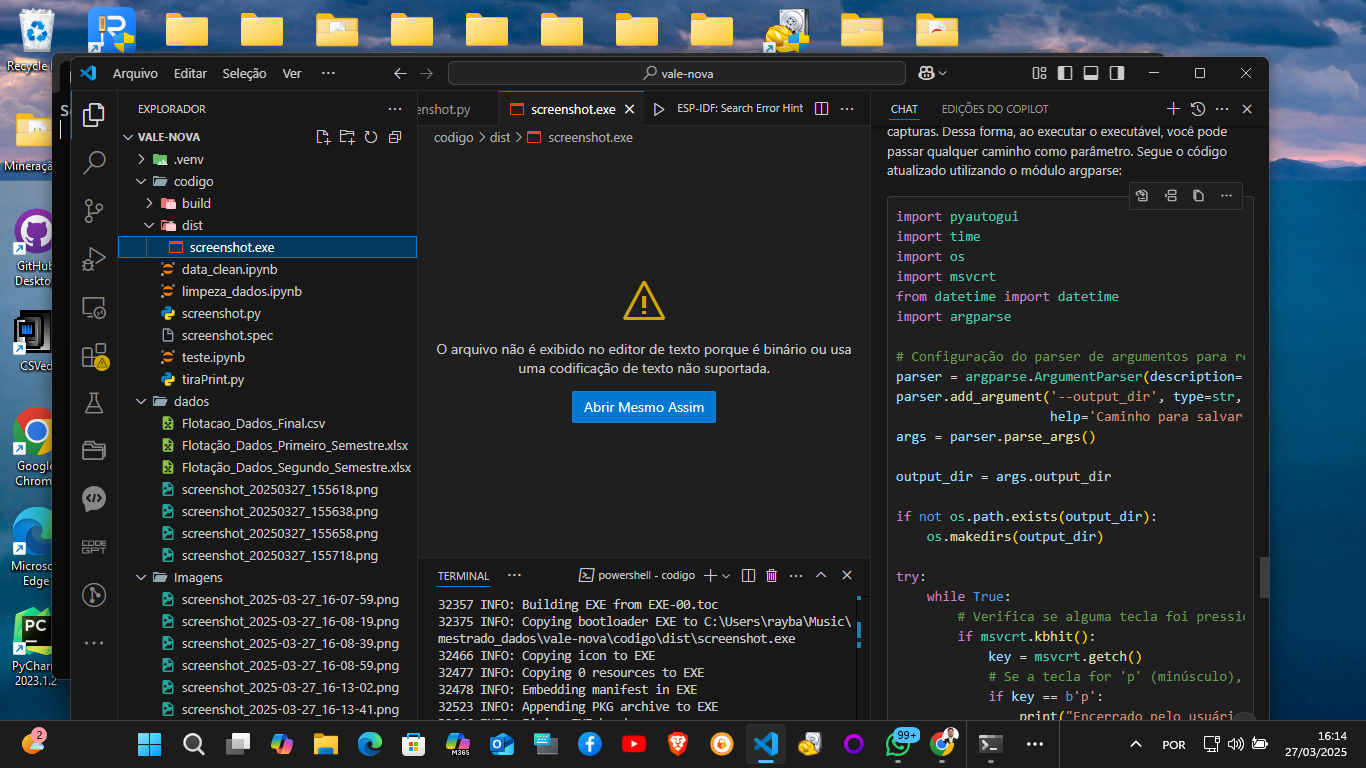 Recycle
Mineraçã
GitHub
Deskto
CSVed
Google
Chrom
Microso
Edge
PyCharm
2023.1.2
Arquivo Editar Seleção Ver ···
vale-nova
EXPLORADOR ···
VALE-NOVA
.venv
codigo
build
dist
screenshot.exe
data_clean.ipynb
limpeza_dados.ipynb
screenshot.py
screenshot.spec
teste.ipynb
tiraPrint.py
dados
Flotacao_Dados_Final.csv
Flotação_Dados_Primeiro_Semestre.xlsx
Flotação_Dados_Segundo_Semestre.xlsx
screenshot_20250327_155618.png
screenshot_20250327_155638.png
screenshot_20250327_155658.png
screenshot_20250327_155718.png
Imagens
screenshot_2025-03-27_16-07-59.png
screenshot_2025-03-27_16-08-19.png
screenshot_2025-03-27_16-08-39.png
screenshot_2025-03-27_16-08-59.png
screenshot_2025-03-27_16-13-02.png
screenshot_2025-03-27_16-13-41.png
CODE
GPT
enshot.py screenshot.exe ESP-IDF: Search Error Hint ···
codigo > dist > screenshot.exe
O arquivo não é exibido no editor de texto porque é binário ou usa
uma codificação de texto não suportada.
Abrir Mesmo Assim
TERMINAL ··· powershell - codigo
32357 INFO: Building EXE from EXE-00.toc
32375 INFO: Copying bootloader EXE to C:\Users\rayba\Music\
mestrado_dados\vale-nova\codigo\dist\screenshot.exe
32466 INFO: Copying icon to EXE
32477 INFO: Copying 0 resources to EXE
32478 INFO: Embedding manifest in EXE
32523 INFO: Appending PKG archive to EXE
CHAT EDIÇÕES DO COPILOT
capturas. Dessa forma, ao executar o executável, você pode
passar qualquer caminho como parâmetro. Segue o código
atualizado utilizando o módulo argparse:
import pyautogui
import time
import os
import msvcrt
from datetime import datetime
import argparse
# Configuração do parser de argumentos para re
parser = argparse.ArgumentParser(description=
parser.add_argument('--output_dir', type=str,
help='Caminho para salvar
args = parser.parse_args()
output_dir = args.output_dir
if not os.path.exists(output_dir):
os.makedirs(output_dir)
try:
while True:
# Verifica se alguma tecla foi pressio
if msvcrt.kbhit():
key = msvcrt.getch()
# Se a tecla for 'p' (minúsculo),
if key == b'p':
print("Encerrado pelo usuári
2
M365
99+
POR
16:14
27/03/2025